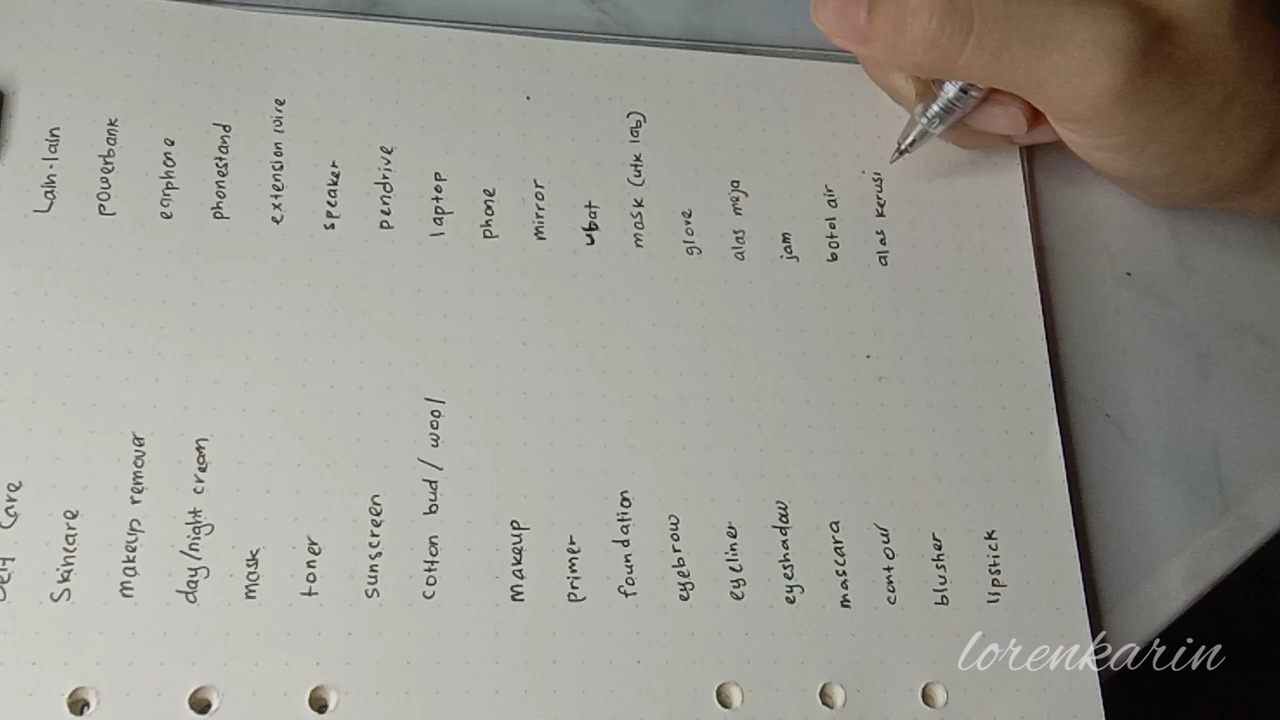 Self Care
Skincare
makeup remover
day/night cream
mask
toner
sunscreen
cotton bud / wool
makeup
primer
foundation
eyebrow
eyeliner
eyeshadow
mascara
contour
blusher
lipstick
Lain-lain
powerbank
earphone
phonestand
extension wire
speaker
pendrive
laptop
phone
mirror
ubat
mask (utk lab)
glove
alas meja
jam
botol air
alas kerusi
lorenkarin